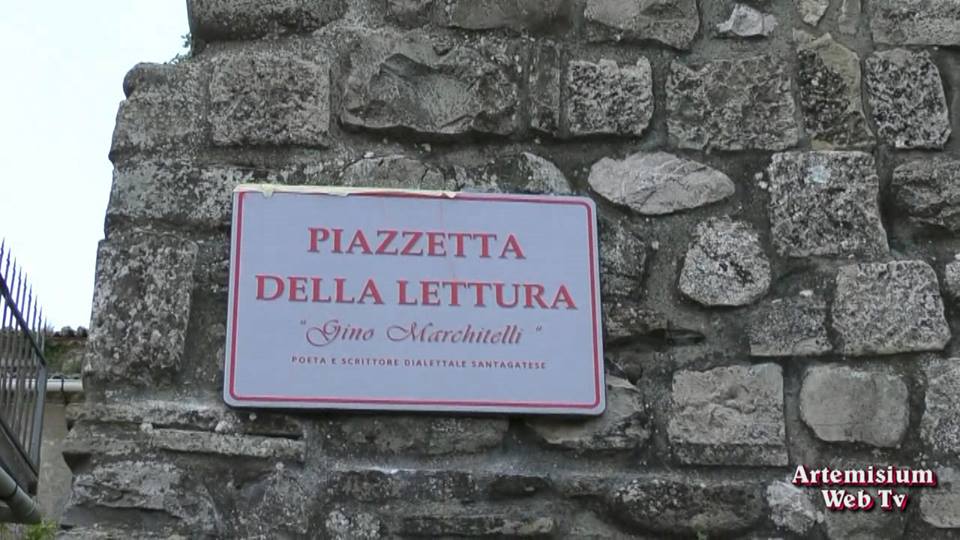 PIAZZETTA
DELLA LETTURA
"Gino Marchitelli"
POETA E SCRITTORE DIALETTALE SANTAGATESE
Artemisium
Web Tv